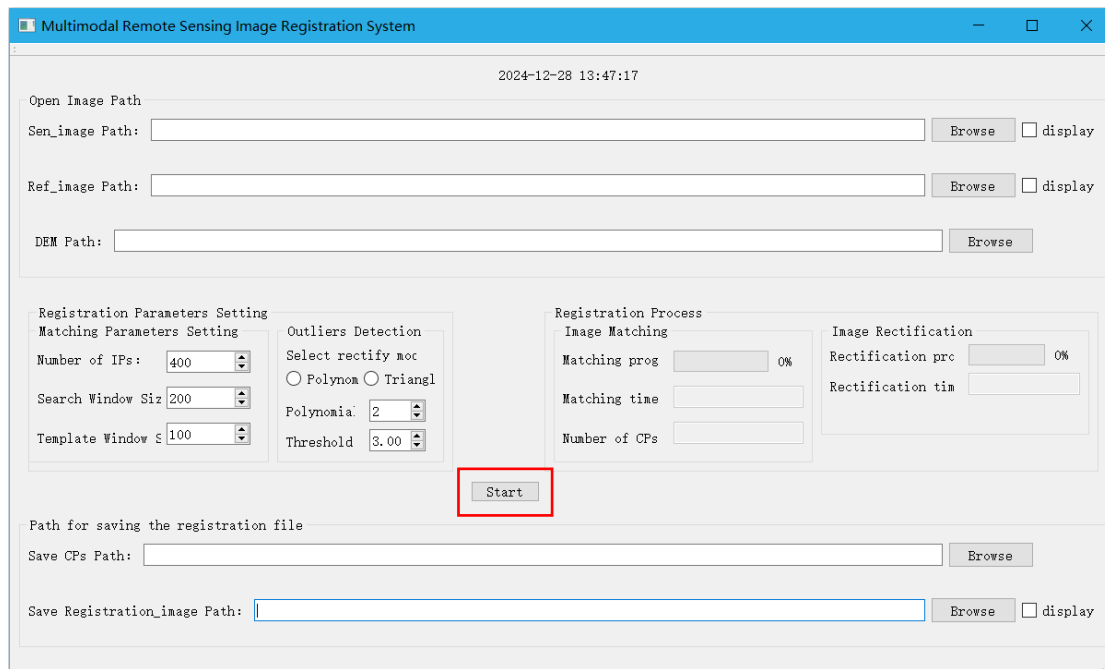 Multimodal Remote Sensing Image Registration System
2024-12-28 13:47:17
Open Image Path
Sen_image Path: Browse display
Ref_image Path: Browse display
DEM Path: Browse
Registration Parameters Setting
Matching Parameters Setting
Number of IPs: 400
Search Window Siz 200
Template Window S 100
Outliers Detection
Select rectify moc
Polynom Triangl
Polynomia 2
Threshold 3.00
Registration Process
Image Matching
Matching prog 0%
Matching time
Number of CPs
Image Rectification
Rectification prc 0%
Rectification tim
Start
Path for saving the registration file
Save CPs Path: Browse
Save Registration_image Path: Browse display